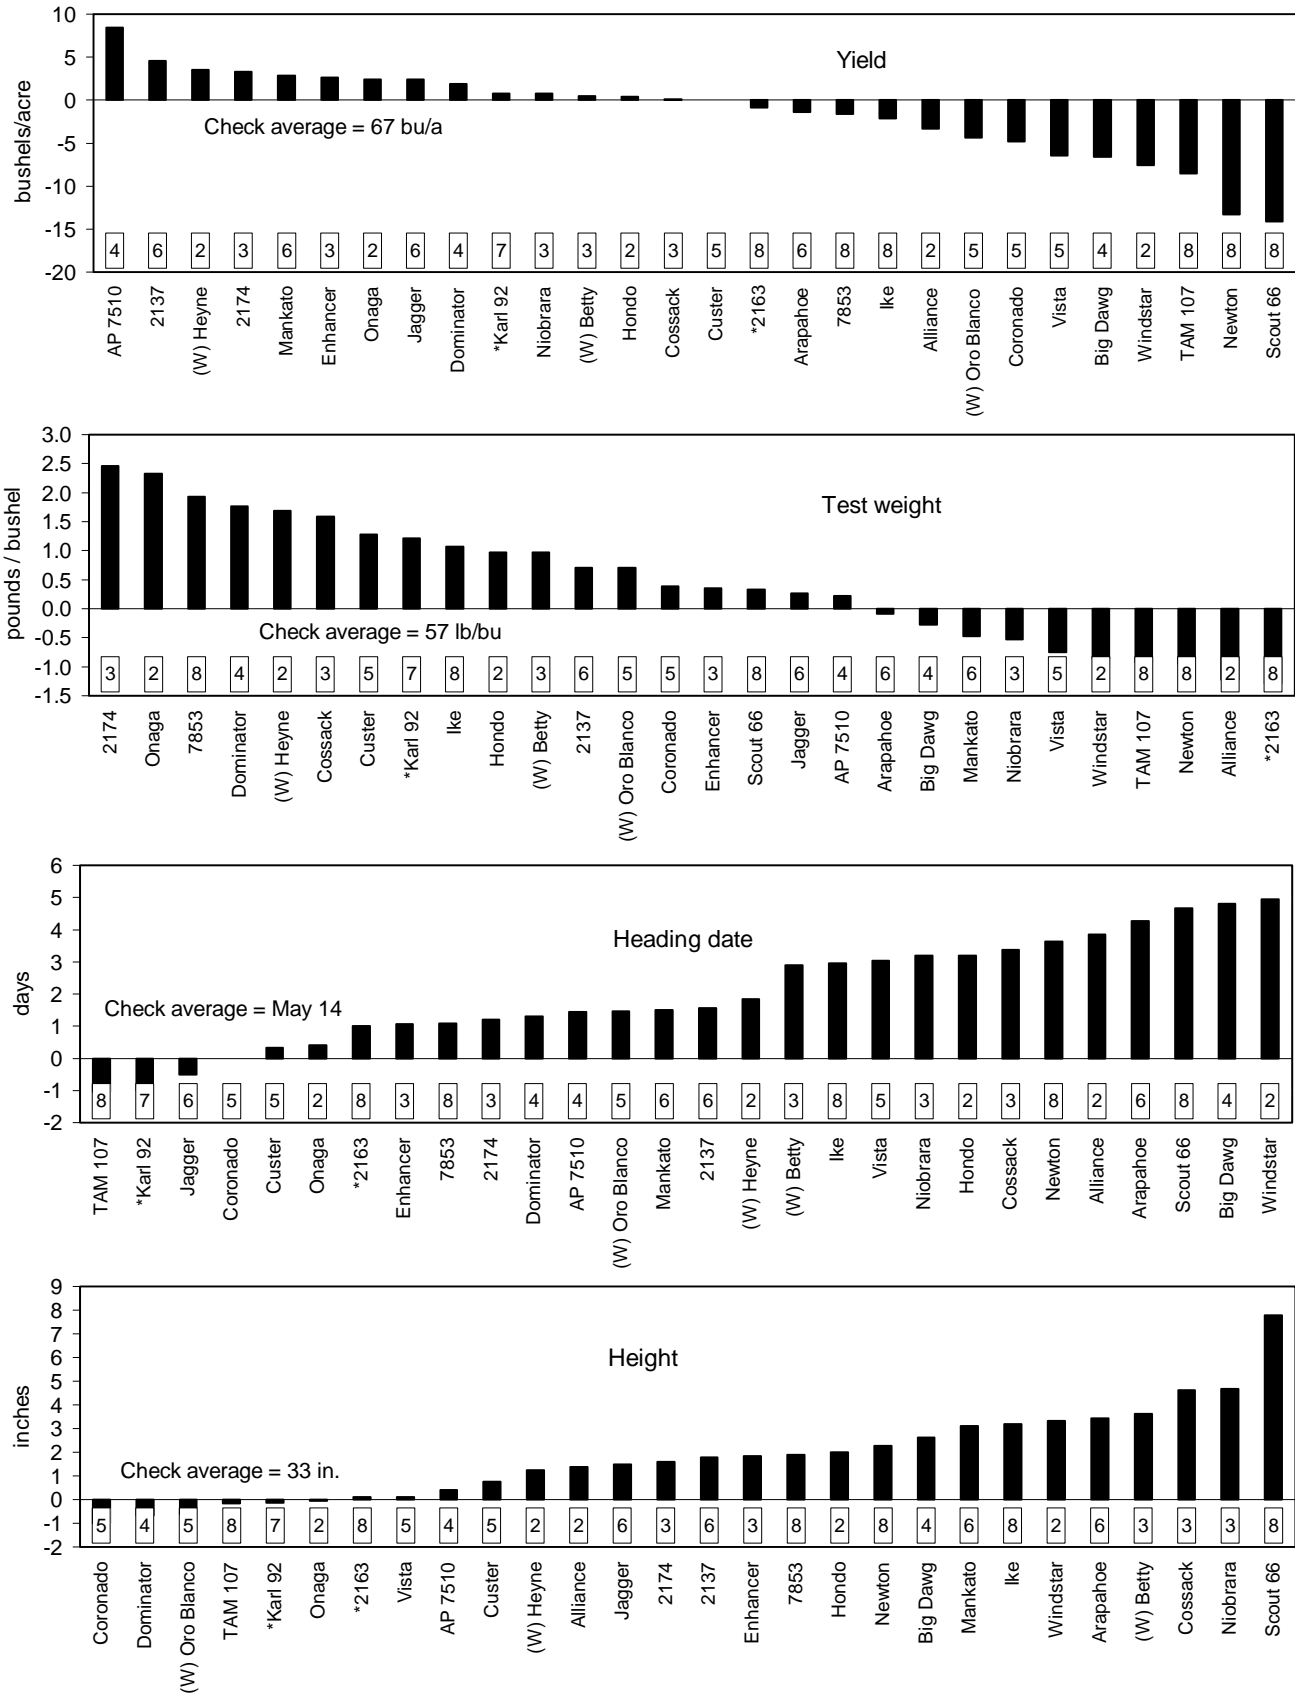 Yield
bushels/acre
10
5
0
-5
-10
-15
-20
Check average = 67 bu/a
4 6 2 3 6 3 2 6 4 7 3 3 2 3 5 8 6 8 8 2 5 5 5 4 2 8 8 8
AP 7510
2137
(W) Heyne
2174
Mankato
Enhancer
Onaga
Jagger
Dominator
*Karl 92
Niobrara
(W) Betty
Hondo
Cossack
Custer
*2163
Arapahoe
7853
Ike
Alliance
(W) Oro Blanco
Coronado
Vista
Big Dawg
Windstar
TAM 107
Newton
Scout 66
Test weight
pounds / bushel
3.0
2.5
2.0
1.5
1.0
0.5
0.0
-0.5
-1.0
-1.5
Check average = 57 lb/bu
3 2 8 4 2 3 5 7 8 2 3 6 5 5 3 8 6 4 6 4 6 3 5 2 8 8 2 8
2174
Onaga
7853
Dominator
(W) Heyne
Cossack
Custer
*Karl 92
Ike
Hondo
(W) Betty
2137
(W) Oro Blanco
Coronado
Enhancer
Scout 66
Jagger
AP 7510
Arapahoe
Big Dawg
Mankato
Niobrara
Vista
Windstar
TAM 107
Newton
Alliance
*2163
Heading date
days
6
5
4
3
2
1
0
-1
-2
Check average = May 14
8 7 6 5 5 2 8 3 8 3 4 4 5 6 6 2 3 8 5 3 2 3 8 2 6 8 4 2
TAM 107
*Karl 92
Jagger
Coronado
Custer
Onaga
*2163
Enhancer
7853
2174
Dominator
AP 7510
(W) Oro Blanco
Mankato
2137
(W) Heyne
(W) Betty
Ike
Vista
Niobrara
Hondo
Cossack
Newton
Alliance
Arapahoe
Scout 66
Big Dawg
Windstar
Height
inches
9
8
7
6
5
4
3
2
1
0
-1
-2
Check average = 33 in.
5 4 5 8 7 2 8 5 4 5 2 2 6 3 6 3 8 2 8 4 6 8 2 6 3 3 3 8
Coronado
Dominator
(W) Oro Blanco
TAM 107
*Karl 92
Onaga
*2163
Vista
AP 7510
Custer
(W) Heyne
Alliance
Jagger
2174
2137
Enhancer
7853
Hondo
Newton
Big Dawg
Mankato
Ike
Windstar
Arapahoe
(W) Betty
Cossack
Niobrara
Scout 66